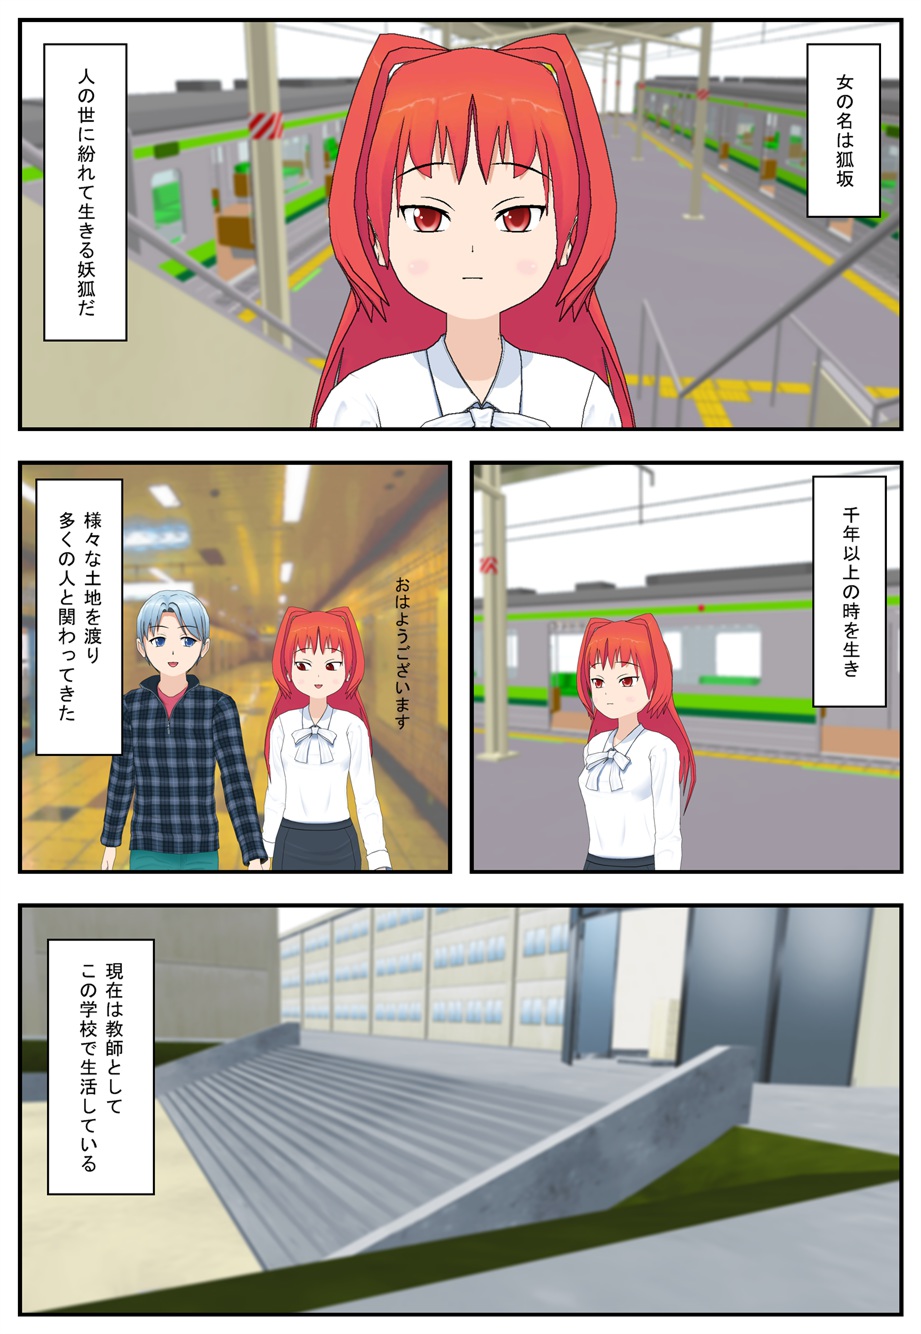 女の名は狐坂
人の世に紛れて生きる妖狐だ
千年以上の時を生き
おはようございます
様々な土地を渡り
多くの人と関わってきた
現在は教師として
この学校で生活している